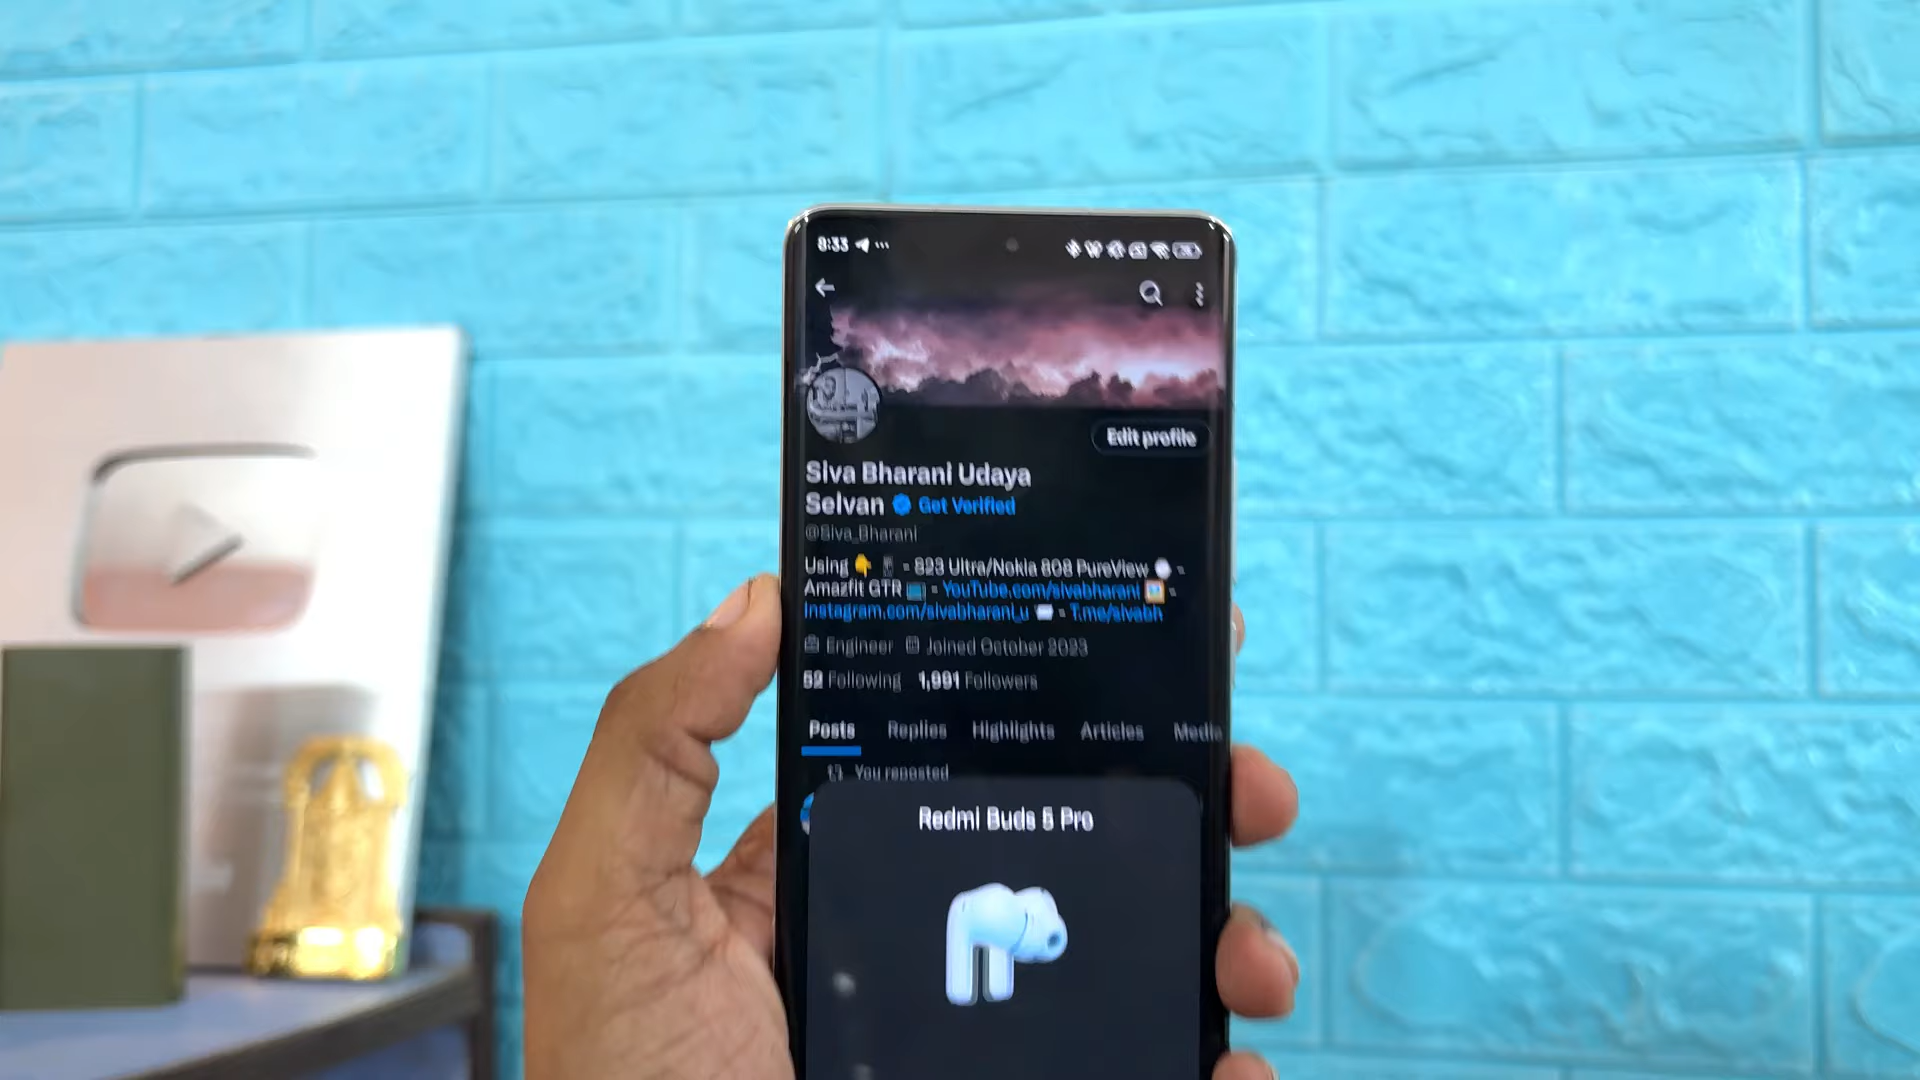 8:33
Edit profile
Siva Bharani Udaya
Selvan Get Verified
@Siva_Bharani
Using 👇 📱 - S23 Ultra/Nokia 808 PureView ⌚ -
Amazfit GTR 📺 - YouTube.com/sivabharani 🖼 -
Instagram.com/sivabharani_u 📨 - T.me/sivabn
Engineer Joined October 2023
52 Following 1,991 Followers
Posts Replies Highlights Articles Media
You reposted
Redmi Buds 5 Pro